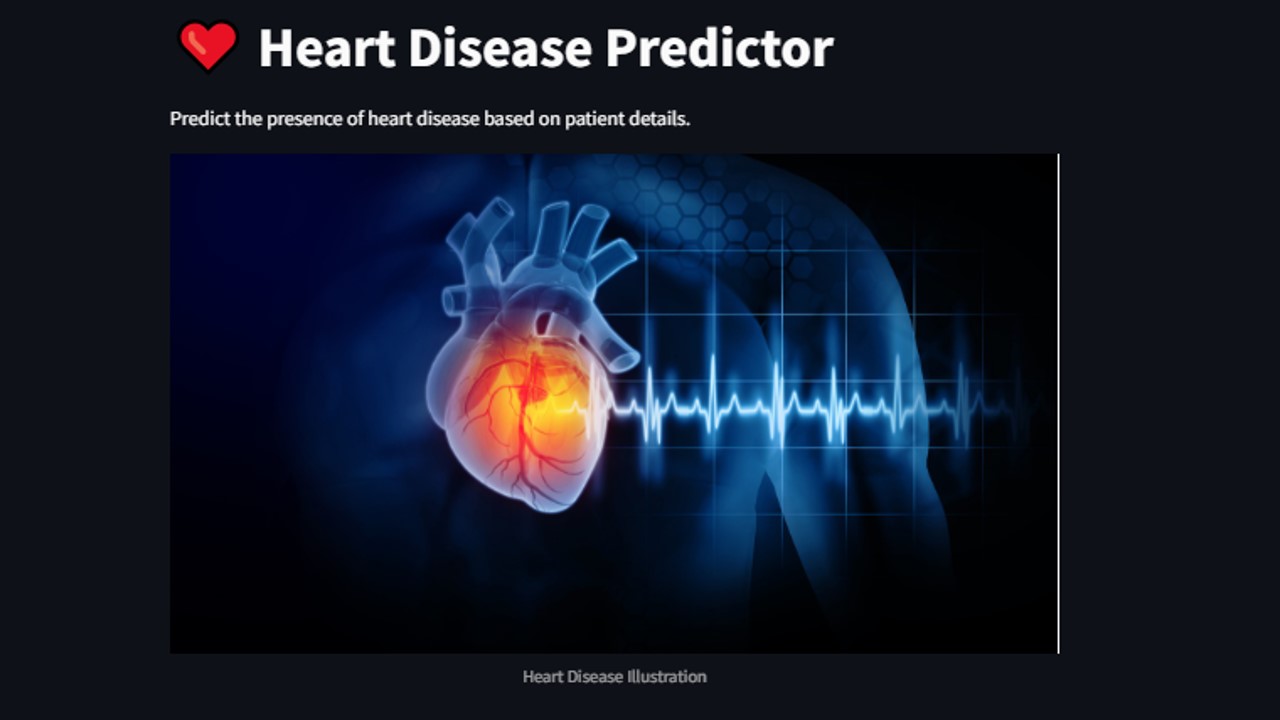 Heart Disease Predictor
Predict the presence of heart disease based on patient details.
Heart Disease Illustration